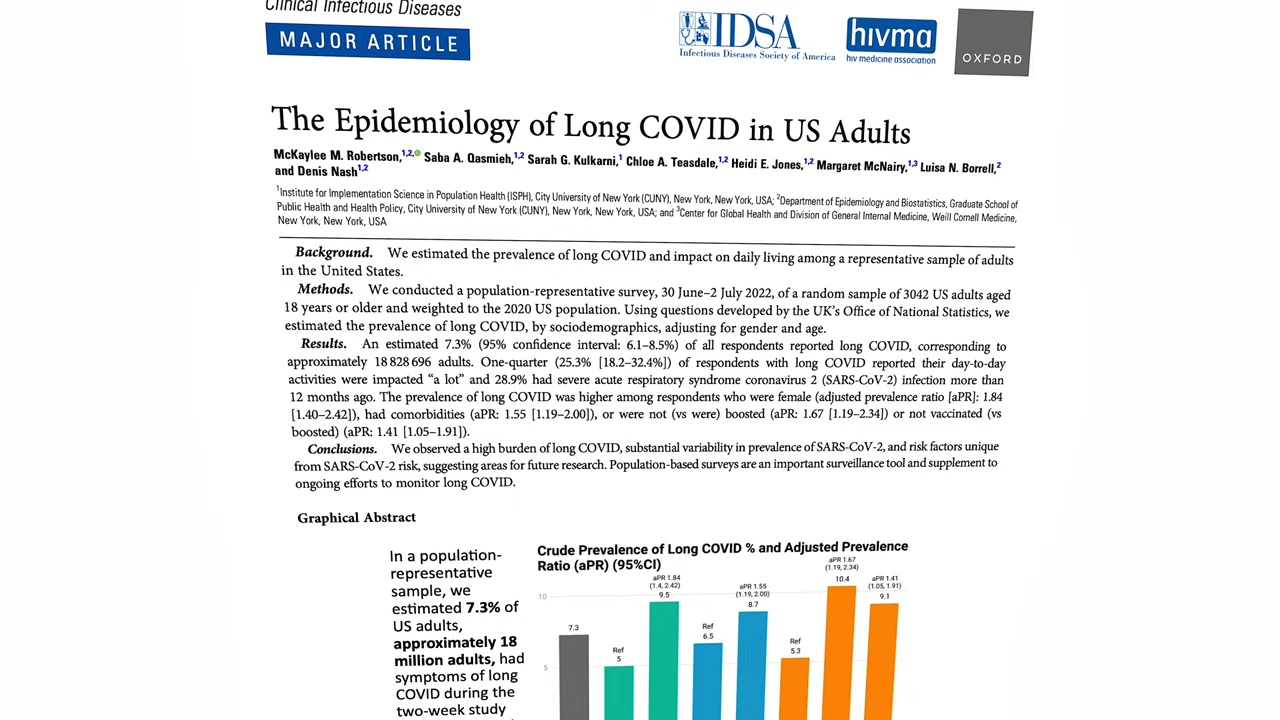 Clinical Infectious Diseases
MAJOR ARTICLE
IDSA
Infectious Diseases Society of America
hivma
hiv medicine association
OXFORD
The Epidemiology of Long COVID in US Adults
McKaylee M. Robertson,1,2, Saba A. Qasmieh,1,2 Sarah G. Kulkarni,1 Chloe A. Teasdale,1,2 Heidi E. Jones,1,2 Margaret McNairy,1,3 Luisa N. Borrell,2
and Denis Nash1,2
1Institute for Implementation Science in Population Health (ISPH), City University of New York (CUNY), New York, New York, USA; 2Department of Epidemiology and Biostatistics, Graduate School of
Public Health and Health Policy, City University of New York (CUNY), New York, New York, USA; and 3Center for Global Health and Division of General Internal Medicine, Weill Cornell Medicine,
New York, New York, USA
Background. We estimated the prevalence of long COVID and impact on daily living among a representative sample of adults
in the United States.
Methods. We conducted a population-representative survey, 30 June–2 July 2022, of a random sample of 3042 US adults aged
18 years or older and weighted to the 2020 US population. Using questions developed by the UK's Office of National Statistics, we
estimated the prevalence of long COVID, by sociodemographics, adjusting for gender and age.
Results. An estimated 7.3% (95% confidence interval: 6.1–8.5%) of all respondents reported long COVID, corresponding to
approximately 18 828 696 adults. One-quarter (25.3% [18.2–32.4%]) of respondents with long COVID reported their day-to-day
activities were impacted "a lot" and 28.9% had severe acute respiratory syndrome coronavirus 2 (SARS-CoV-2) infection more than
12 months ago. The prevalence of long COVID was higher among respondents who were female (adjusted prevalence ratio [aPR]: 1.84
[1.40–2.42]), had comorbidities (aPR: 1.55 [1.19–2.00]), or were not (vs were) boosted (aPR: 1.67 [1.19–2.34]) or not vaccinated (vs
boosted) (aPR: 1.41 [1.05–1.91]).
Conclusions. We observed a high burden of long COVID, substantial variability in prevalence of SARS-CoV-2, and risk factors unique
from SARS-CoV-2 risk, suggesting areas for future research. Population-based surveys are an important surveillance tool and supplement to
ongoing efforts to monitor long COVID.
Graphical Abstract
In a population-
representative
sample, we
estimated 7.3% of
US adults,
approximately 18
million adults, had
symptoms of long
COVID during the
two-week study
Crude Prevalence of Long COVID % and Adjusted Prevalence
Ratio (aPR) (95%CI)
10
5
7.3
Ref
5
aPR 1.84
(1.4, 2.42)
9.5
Ref
6.5
aPR 1.55
(1.19, 2.00)
8.7
Ref
5.3
aPR 1.67
(1.19, 2.34)
10.4
aPR 1.41
(1.05, 1.91)
9.1